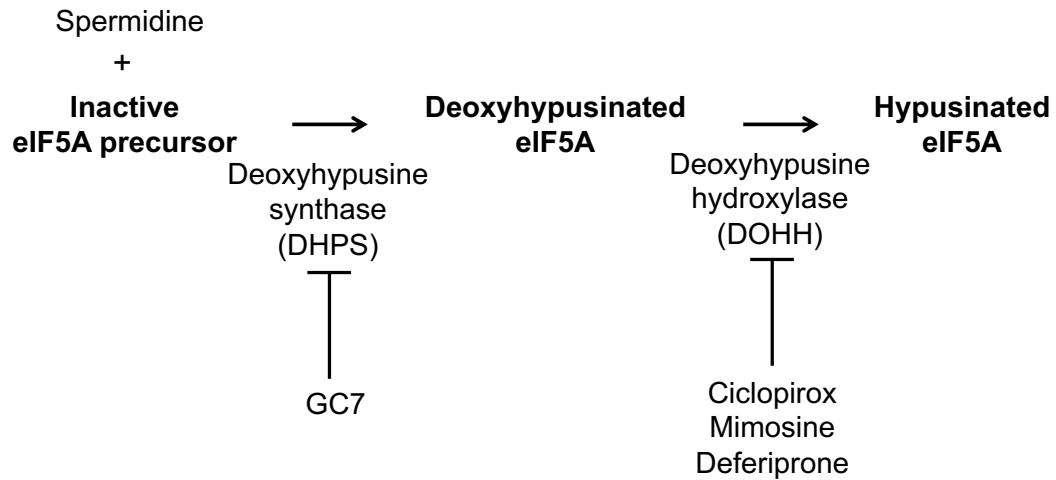 Spermidine
+
Inactive
eIF5A precursor
Deoxyhypusinated
eIF5A
Hypusinated
eIF5A
Deoxyhypusine
synthase
(DHPS)
Deoxyhypusine
hydroxylase
(DOHH)
GC7
Ciclopirox
Mimosine
Deferiprone